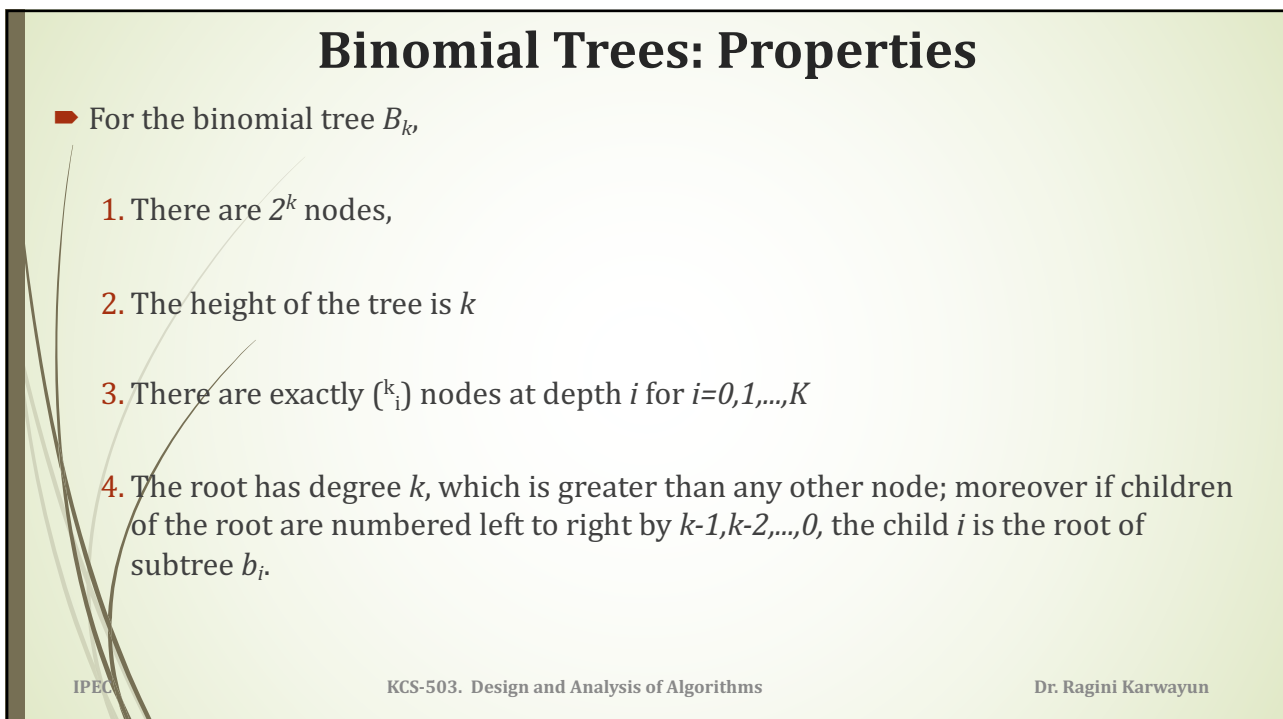 Binomial Trees: Properties
For the binomial tree Bₖ,
1. There are 2ᵏ nodes,
2. The height of the tree is k
3. There are exactly (ᵏᵢ) nodes at depth i for i=0,1,...,K
4. The root has degree k, which is greater than any other node; moreover if children
of the root are numbered left to right by k-1,k-2,...,0, the child i is the root of
subtree bᵢ.
IPEC KCS-503. Design and Analysis of Algorithms Dr. Ragini Karwayun